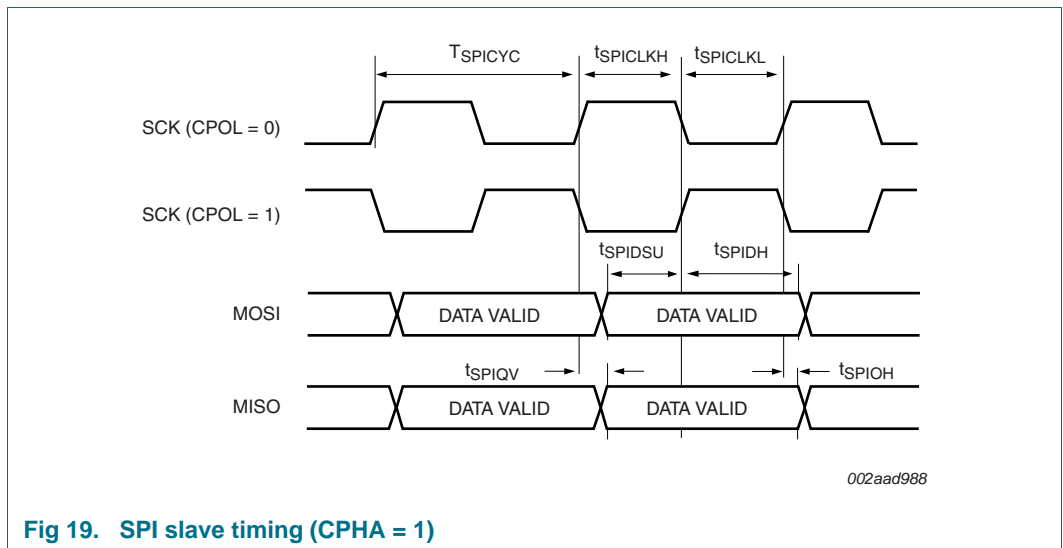 TSPICYC tSPICLKH tSPICLKL
SCK (CPOL = 0)
SCK (CPOL = 1)
tSPIDSU tSPIDH
MOSI DATA VALID DATA VALID
tSPIQV tSPIOH
MISO DATA VALID DATA VALID
002aad988
Fig 19. SPI slave timing (CPHA = 1)